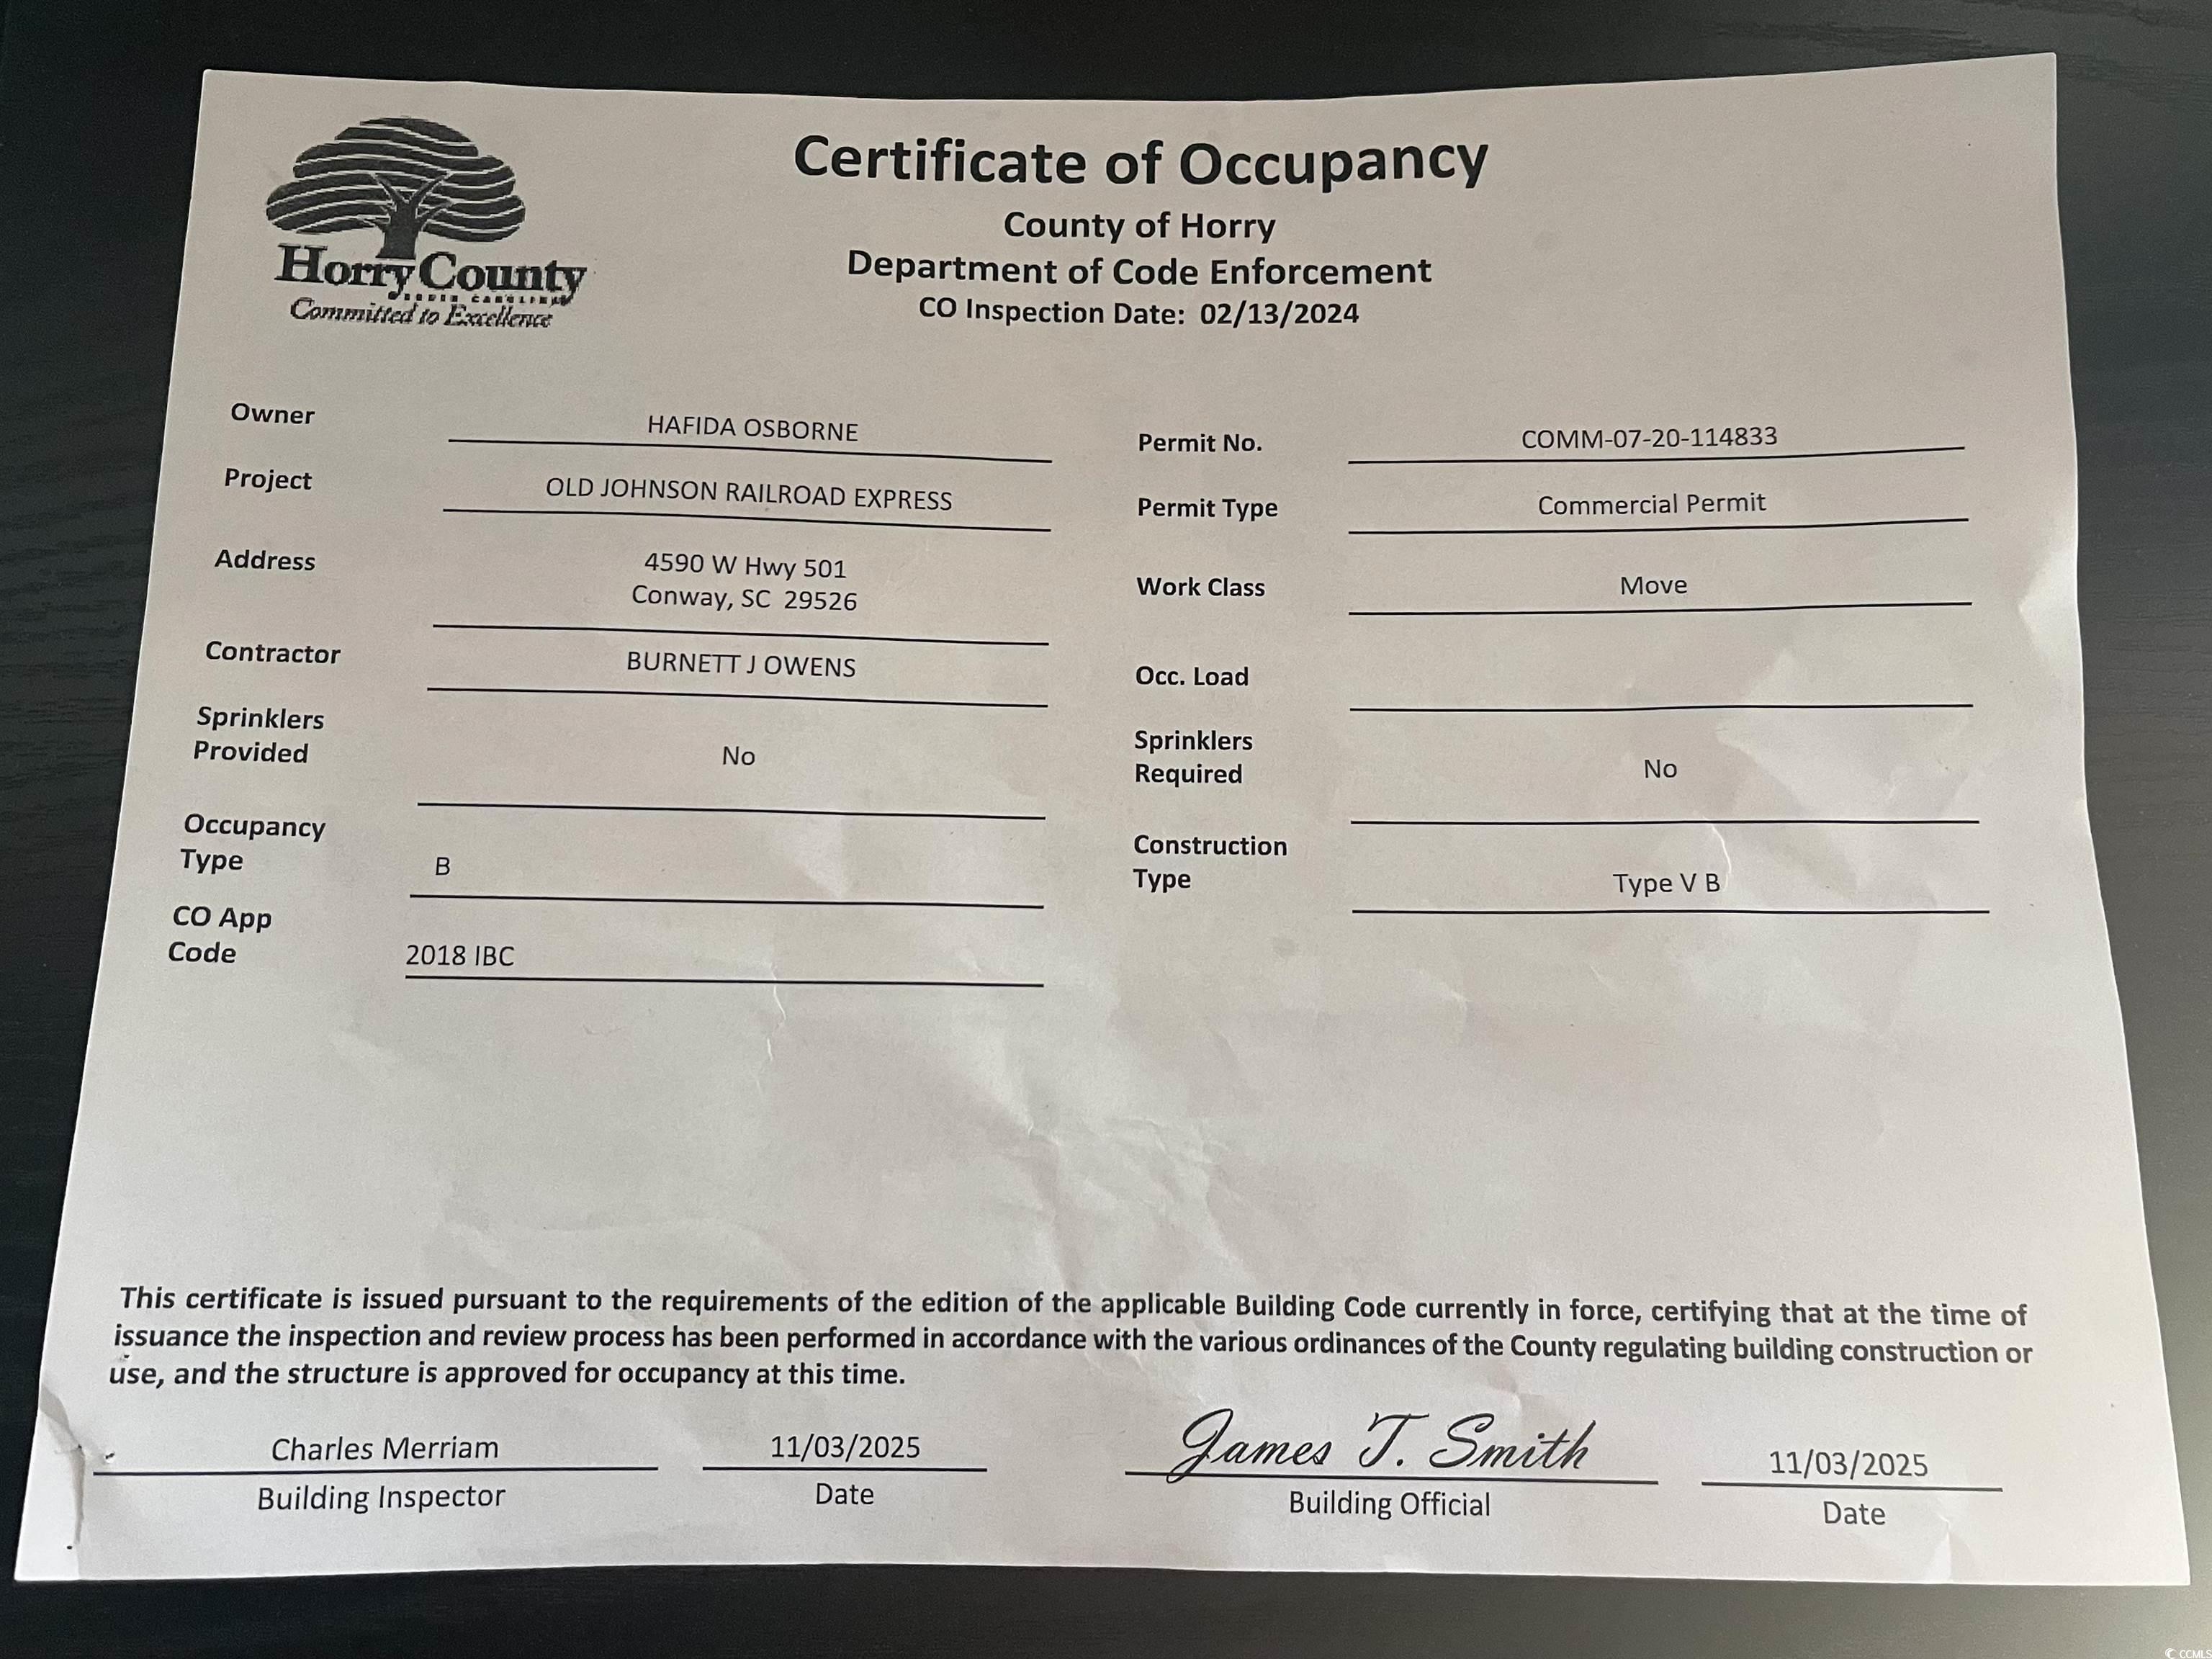 Certificate of Occupancy
County of Horry
Department of Code Enforcement
CO Inspection Date: 02/13/2024
Horry County
SOUTH CAROLINA
Committed to Excellence
Owner HAFIDA OSBORNE
Permit No. COMM-07-20-114833
Project OLD JOHNSON RAILROAD EXPRESS
Permit Type Commercial Permit
Address 4590 W Hwy 501
Conway, SC 29526
Work Class Move
Contractor BURNETT J OWENS
Occ. Load
Sprinklers
Provided No
Sprinklers
Required No
Occupancy
Type B
Construction
Type Type V B
CO App
Code 2018 IBC
This certificate is issued pursuant to the requirements of the edition of the applicable Building Code currently in force, certifying that at the time of
issuance the inspection and review process has been performed in accordance with the various ordinances of the County regulating building construction or
use, and the structure is approved for occupancy at this time.
Charles Merriam 11/03/2025 James T. Smith 11/03/2025
Building Inspector Date Building Official Date
© CCMLS